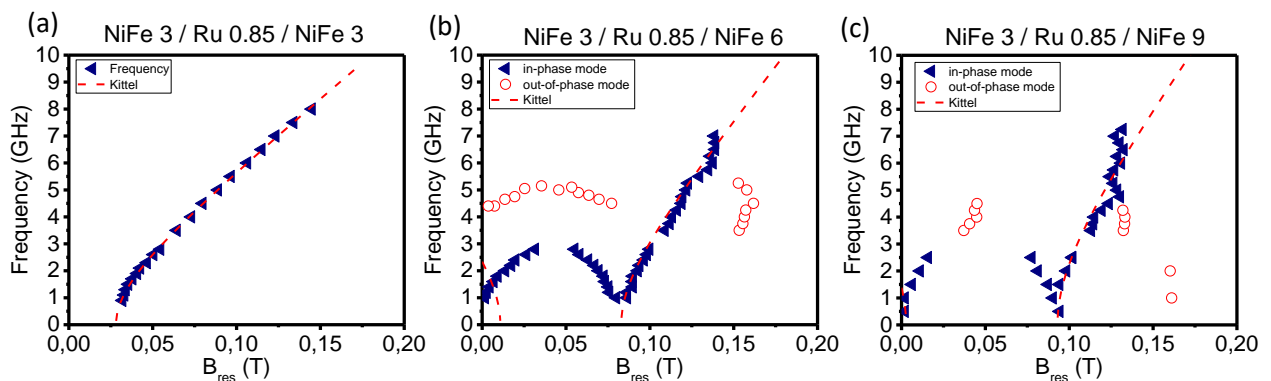 (a)
NiFe 3 / Ru 0.85 / NiFe 3
Frequency
Kittel
Frequency (GHz)
10
9
8
7
6
5
4
3
2
1
0
0,00 0,05 0,10 0,15 0,20
B_res (T)
(b)
NiFe 3 / Ru 0.85 / NiFe 6
in-phase mode
out-of-phase mode
Kittel
Frequency (GHz)
10
9
8
7
6
5
4
3
2
1
0
0,00 0,05 0,10 0,15 0,20
B_res (T)
(c)
NiFe 3 / Ru 0.85 / NiFe 9
in-phase mode
out-of-phase mode
Kittel
Frequency (GHz)
10
9
8
7
6
5
4
3
2
1
0
0,00 0,05 0,10 0,15 0,20
B_res (T)